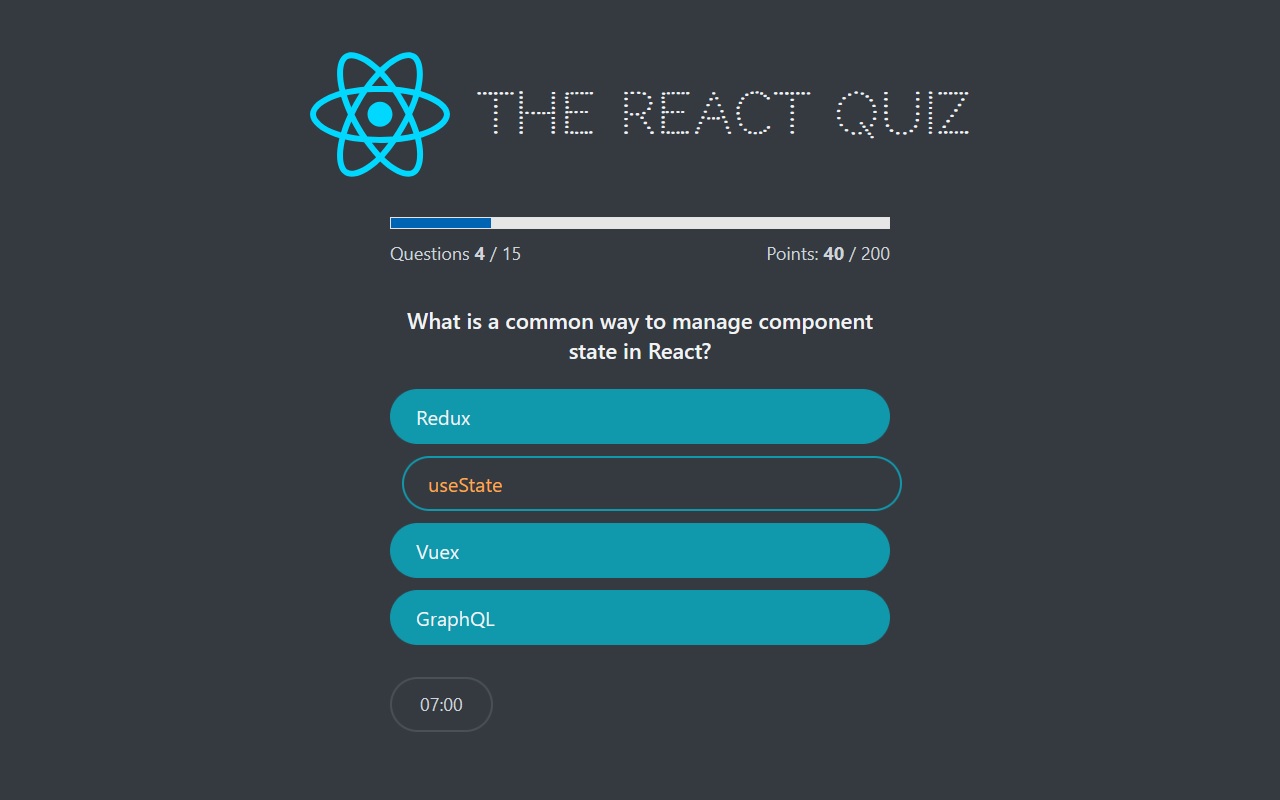 THE REACT QUIZ
Questions 4 / 15
Points: 40 / 200
What is a common way to manage component
state in React?
Redux
useState
Vuex
GraphQL
07:00